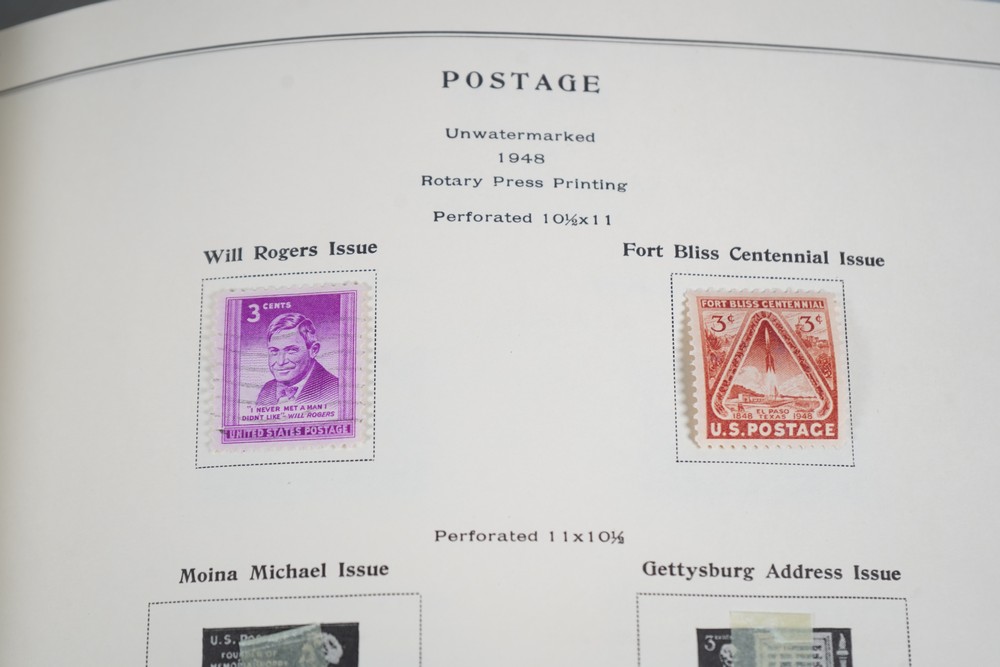 POSTAGE
Unwatermarked
1948
Rotary Press Printing
Perforated 10½x11
Will Rogers Issue
Fort Bliss Centennial Issue
3 CENTS
"I NEVER MET A MAN I
DIDN'T LIKE"-WILL ROGERS
UNITED STATES POSTAGE
FORT BLISS CENTENNIAL
3¢ 3¢
EL PASO
1848 TEXAS 1948
U.S. POSTAGE
Perforated 11x10½
Moina Michael Issue
Gettysburg Address Issue
U.S.
3